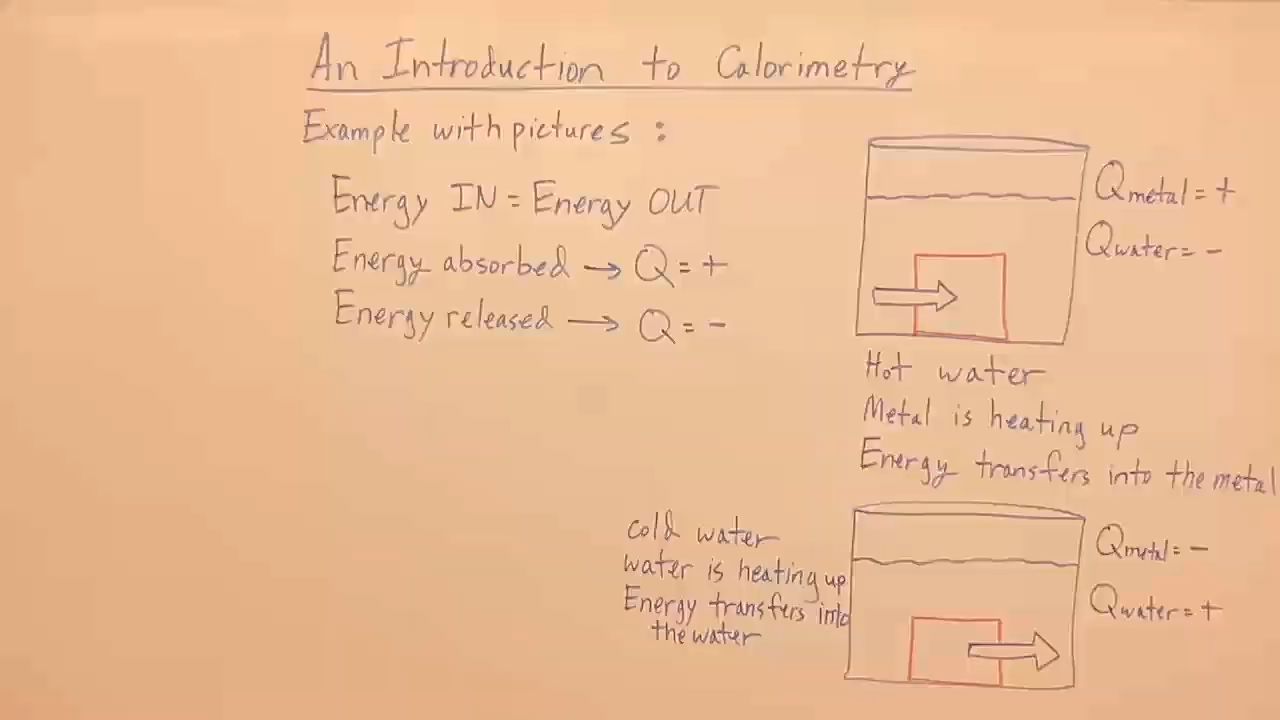 An Introduction to Calorimetry
Example with pictures :
Energy IN = Energy OUT
Energy absorbed → Q = +
Energy released → Q = -
Qmetal = +
Qwater = -
Hot water
Metal is heating up
Energy transfers into the metal
Cold water
water is heating up
Energy transfers into
the water
Qmetal = -
Qwater = +